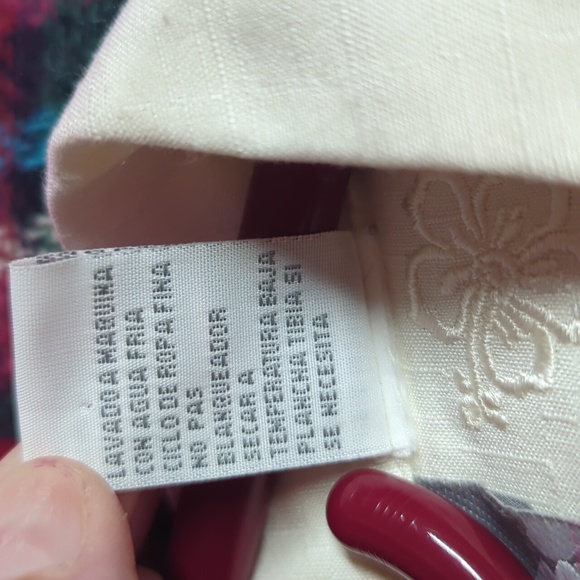 LAVADO A MAQUINA
CON AGUA FRIA
CICLO DE ROPA FINA
NO PAS
BLANQUEADOR
SECAR A
TEMPERATURA BAJA
PLANCHA TIBIA SI
SE NECESITA